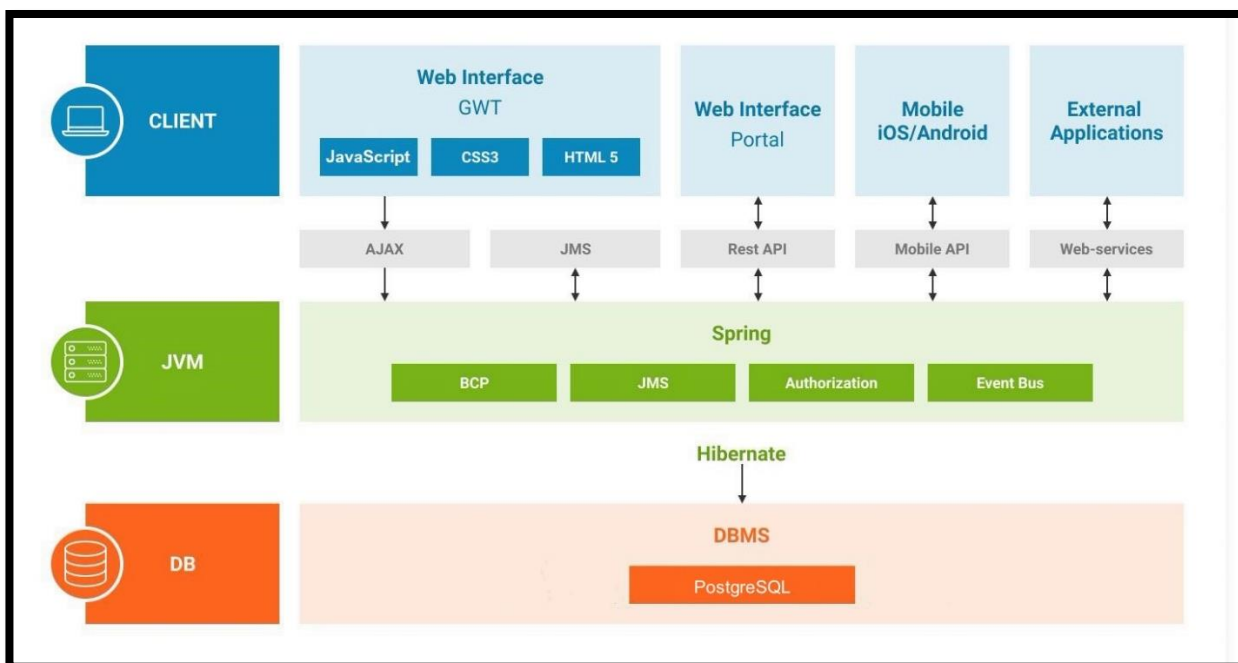 CLIENT
Web Interface
GWT
JavaScript
CSS3
HTML 5
Web Interface
Portal
Mobile
iOS/Android
External
Applications
AJAX
JMS
Rest API
Mobile API
Web-services
JVM
Spring
BCP
JMS
Authorization
Event Bus
Hibernate
DB
DBMS
PostgreSQL